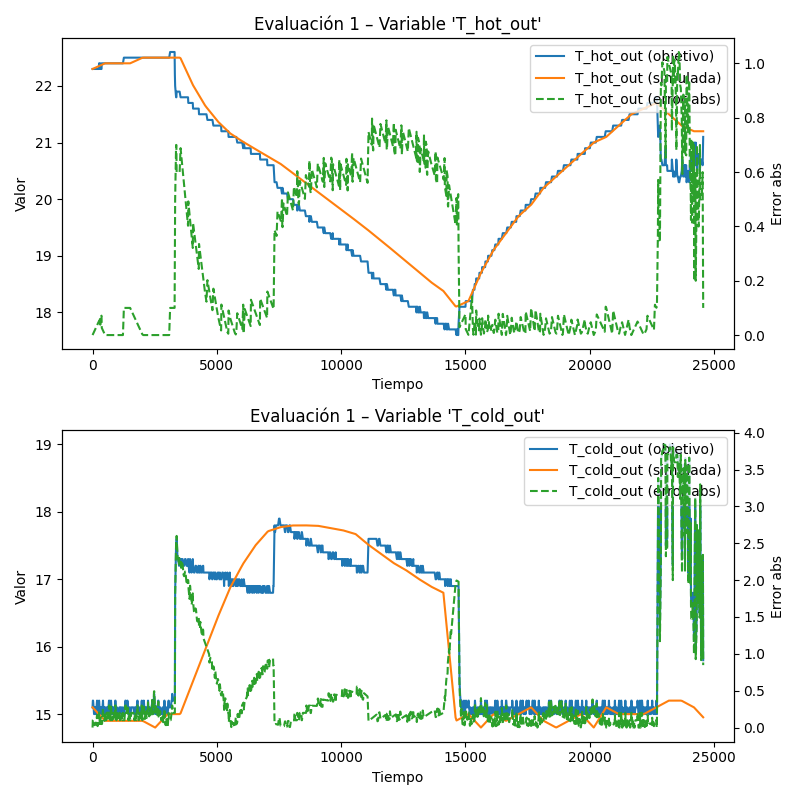 Evaluación 1 – Variable 'T_hot_out'
T_hot_out (objetivo)
T_hot_out (simulada)
T_hot_out (error abs)
Valor
22
21
20
19
18
1.0
0.8
0.6
0.4
0.2
0.0
Error abs
0 5000 10000 15000 20000 25000
Tiempo
Evaluación 1 – Variable 'T_cold_out'
T_cold_out (objetivo)
T_cold_out (simulada)
T_cold_out (error abs)
Valor
19
18
17
16
15
4.0
3.5
3.0
2.5
2.0
1.5
1.0
0.5
0.0
Error abs
0 5000 10000 15000 20000 25000
Tiempo